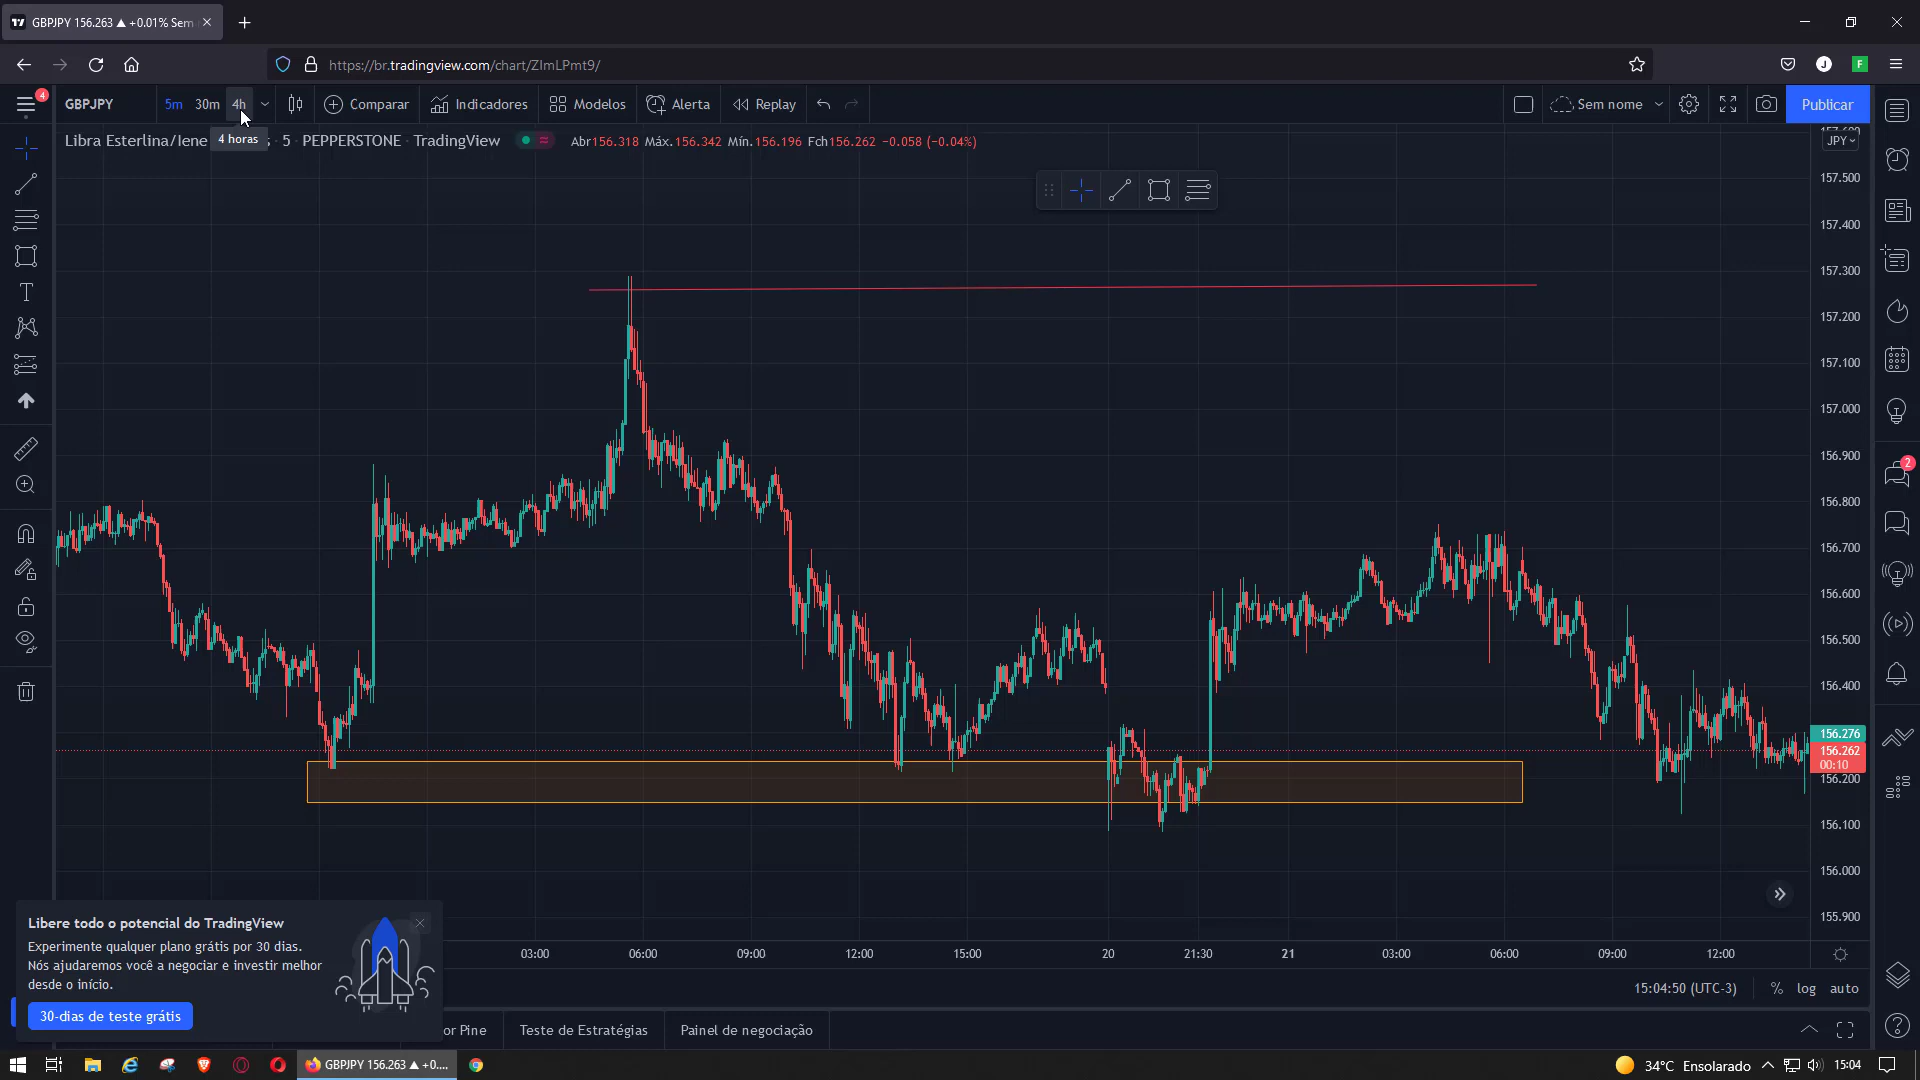 GBPJPY 156.263 ▲ +0.01% Sem
https://br.tradingview.com/chart/ZImLPmt9/
J
F
4
GBPJPY
5m
30m
4h
Comparar
Indicadores
Modelos
Alerta
Replay
Sem nome
Publicar
4 horas
Libra Esterlina/Iene
s · 5 · PEPPERSTONE · TradingView
Abr156.318 Máx.156.342 Mín.156.196 Fch156.262 −0.058 (−0.04%)
JPY
157.500
157.400
157.300
157.200
157.100
157.000
156.900
156.800
156.700
156.600
156.500
156.400
156.276
156.262
00:10
156.200
156.100
156.000
155.900
2
Libere todo o potencial do TradingView
Experimente qualquer plano grátis por 30 dias.
Nós ajudaremos você a negociar e investir melhor
desde o início.
30-dias de teste grátis
03:00
06:00
09:00
12:00
15:00
20
21:30
21
03:00
06:00
09:00
12:00
15:04:50 (UTC-3)
%
log
auto
or Pine
Teste de Estratégias
Painel de negociação
GBPJPY 156.263 ▲ +0....
34°C Ensolarado
15:04